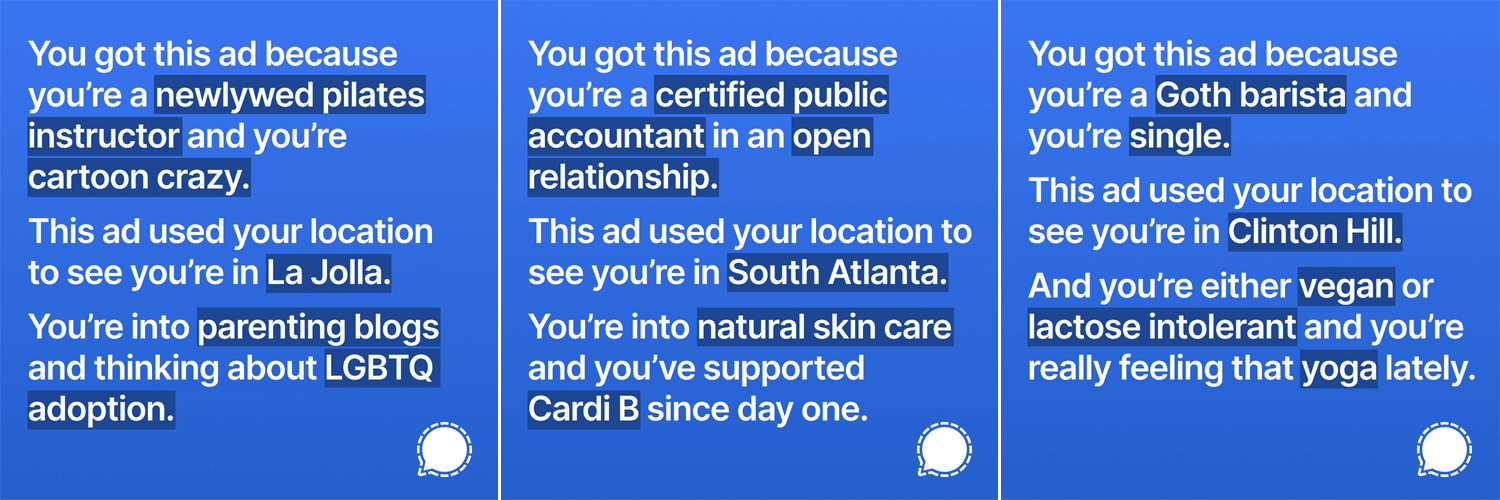 You got this ad because
you’re a newlywed pilates
instructor and you’re
cartoon crazy.
This ad used your location
to see you’re in La Jolla.
You’re into parenting blogs
and thinking about LGBTQ
adoption.
You got this ad because
you’re a certified public
accountant in an open
relationship.
This ad used your location to
see you’re in South Atlanta.
You’re into natural skin care
and you’ve supported
Cardi B since day one.
You got this ad because
you’re a Goth barista and
you’re single.
This ad used your location to
see you’re in Clinton Hill.
And you’re either vegan or
lactose intolerant and you’re
really feeling that yoga lately.